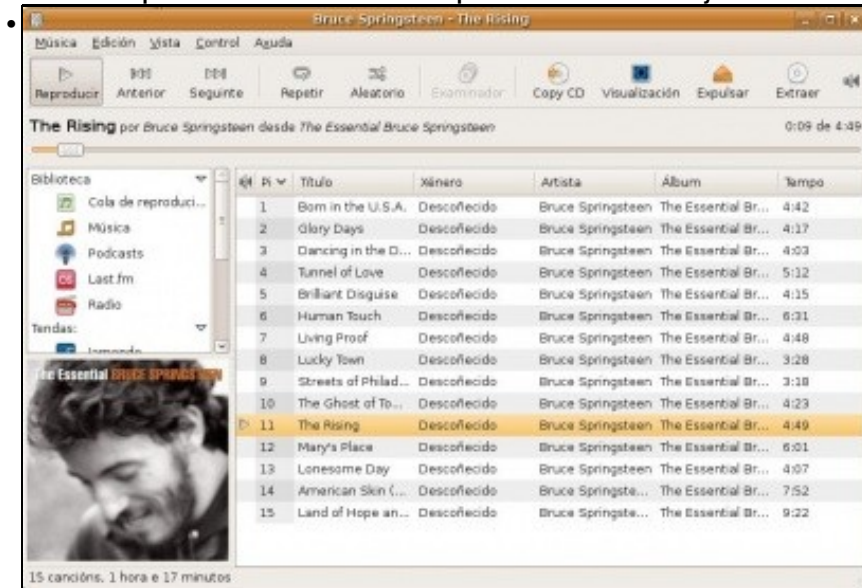 Bruce Springsteen - The Rising
Música Edición Vista Control Aguda
Reproducir Anterior Seguinte Repetir Aleatorio Examinador Copy CD Visualización Expulsar Extraer
The Rising por Bruce Springsteen desde The Essential Bruce Springsteen 0:09 de 4:49
Biblioteca
Cola de reproduci...
Música
Podcasts
Last.fm
Radio
Tendas:
Jamendo
The Essential BRUCE SPRINGSTEEN
Pi Título Xénero Artista Álbum Tempo
1 Born in the U.S.A. Descoñecido Bruce Springsteen The Essential Br... 4:42
2 Glory Days Descoñecido Bruce Springsteen The Essential Br... 4:17
3 Dancing in the D... Descoñecido Bruce Springsteen The Essential Br... 4:03
4 Tunnel of Love Descoñecido Bruce Springsteen The Essential Br... 5:12
5 Brilliant Disguise Descoñecido Bruce Springsteen The Essential Br... 4:15
6 Human Touch Descoñecido Bruce Springsteen The Essential Br... 6:31
7 Living Proof Descoñecido Bruce Springsteen The Essential Br... 4:48
8 Lucky Town Descoñecido Bruce Springsteen The Essential Br... 3:28
9 Streets of Philad... Descoñecido Bruce Springsteen The Essential Br... 3:18
10 The Ghost of To... Descoñecido Bruce Springsteen The Essential Br... 4:23
11 The Rising Descoñecido Bruce Springsteen The Essential Br... 4:49
12 Mary's Place Descoñecido Bruce Springsteen The Essential Br... 6:01
13 Lonesome Day Descoñecido Bruce Springsteen The Essential Br... 4:07
14 American Skin (... Descoñecido Bruce Springste... The Essential Br... 7:52
15 Land of Hope an... Descoñecido Bruce Springste... The Essential Br... 9:22
15 cancións, 1 hora e 17 minutos